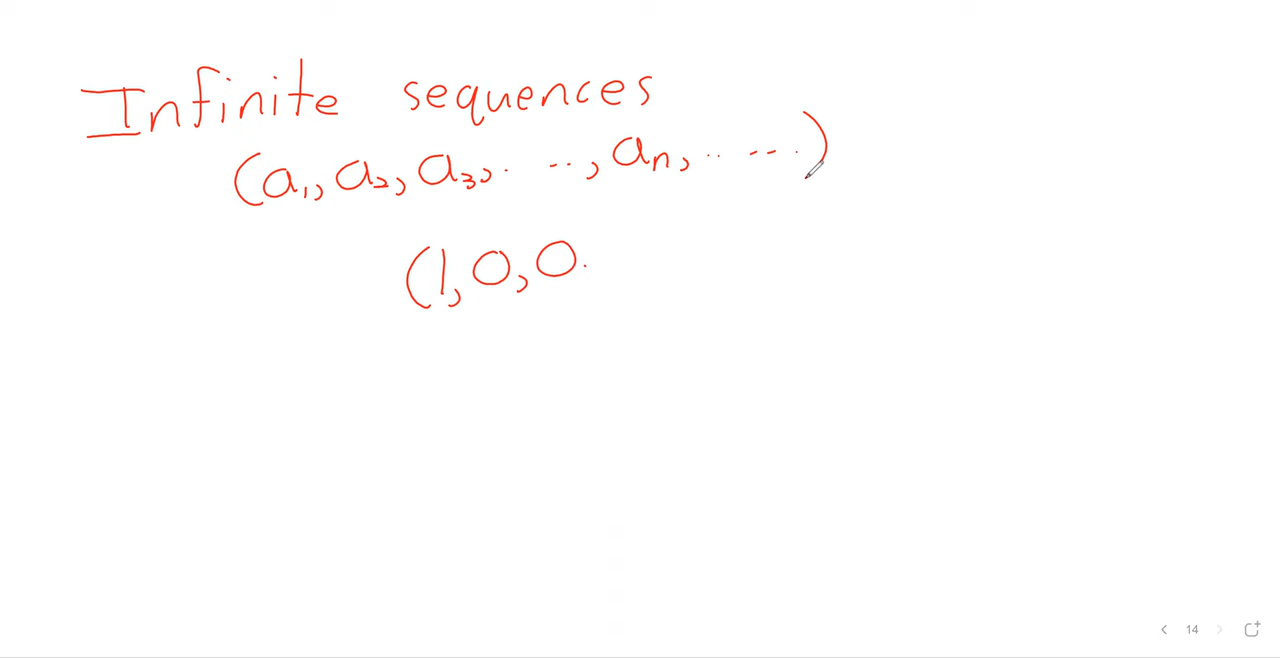 Infinite sequences
(a₁, a₂, a₃, . .., aₙ, .. ...)
(1, 0, 0.
14